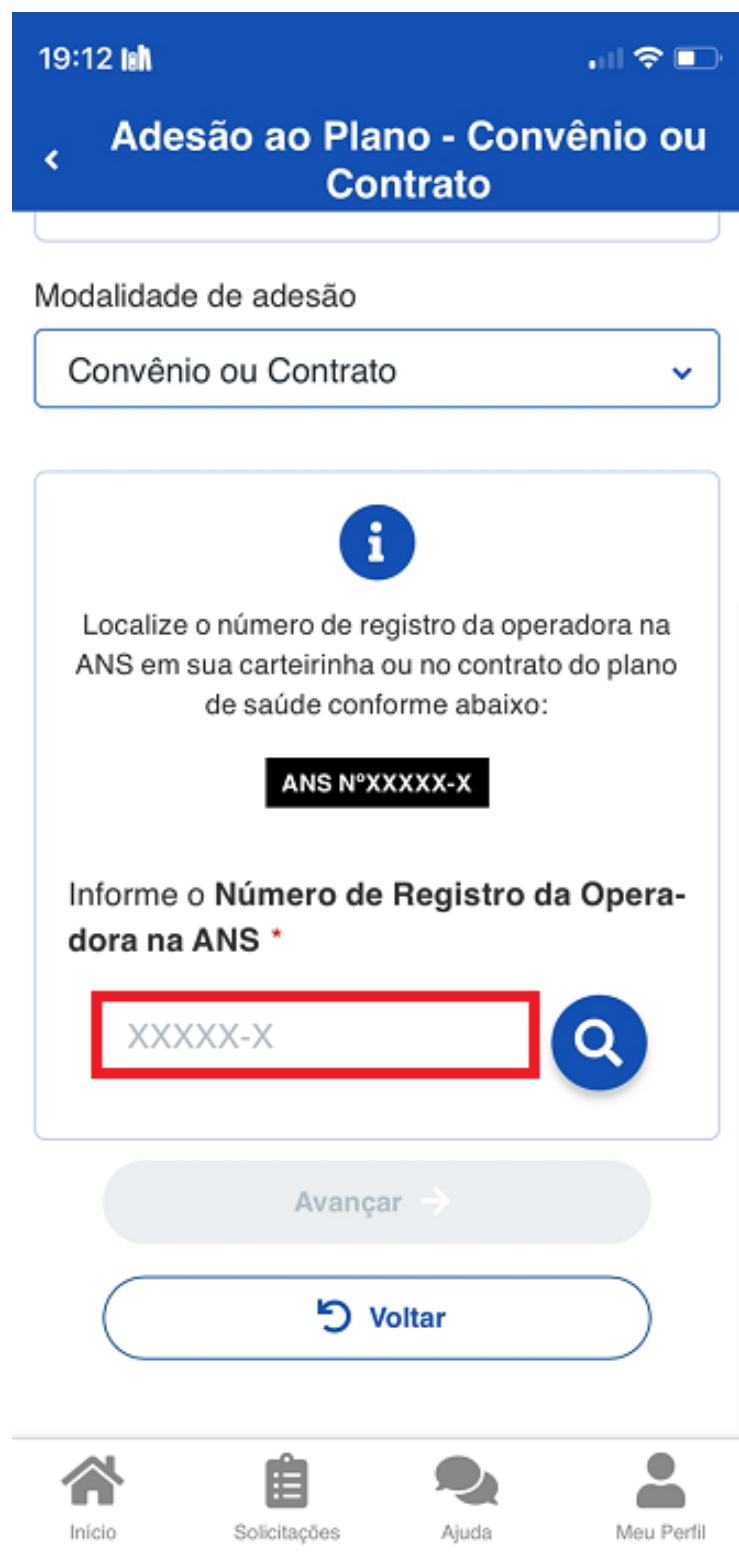 19:12
Adesão ao Plano - Convênio ou
Contrato
Modalidade de adesão
Convênio ou Contrato
Localize o número de registro da operadora na
ANS em sua carteirinha ou no contrato do plano
de saúde conforme abaixo:
ANS NºXXXXX-X
Informe o Número de Registro da Opera-
dora na ANS *
XXXXX-X
Avançar
Voltar
Início
Solicitações
Ajuda
Meu Perfil